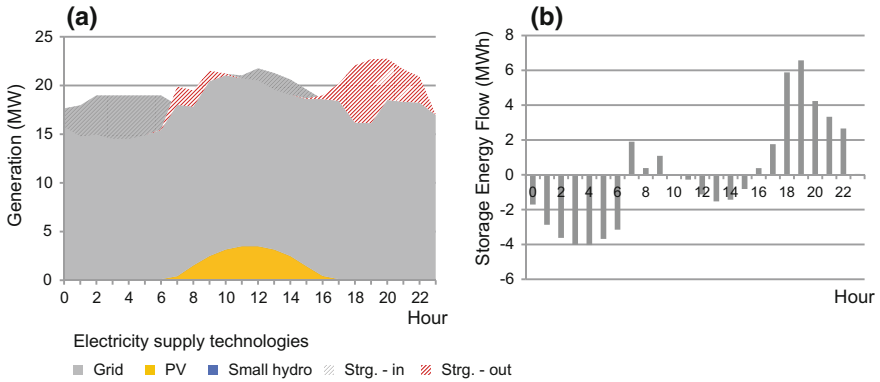 (a)
Generation (MW)
25
20
15
10
5
0
0 2 4 6 8 10 12 14 16 18 20 22
Hour
(b)
Storage Energy Flow (MWh)
8
6
4
2
0
-2
-4
-6
0 2 4 6 8 10 12 14 16 18 20 22
Hour
Electricity supply technologies
Grid PV Small hydro Strg. - in Strg. - out